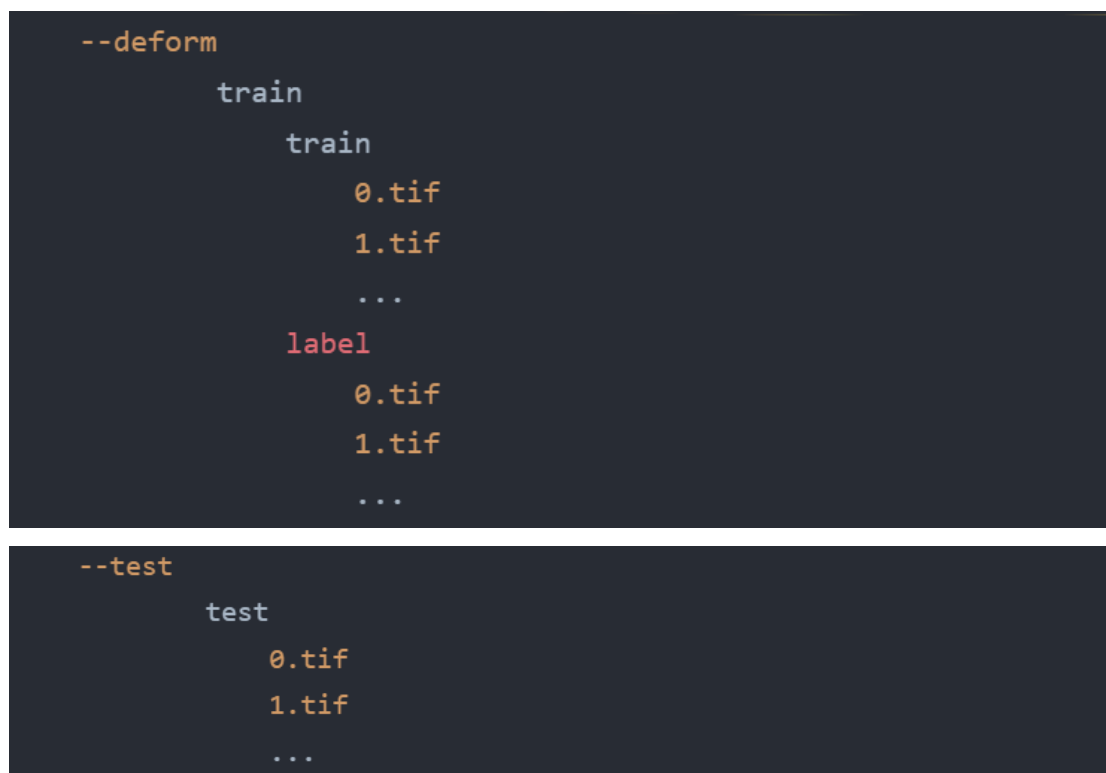 --deform
train
train
0.tif
1.tif
...
label
0.tif
1.tif
...
--test
test
0.tif
1.tif
...